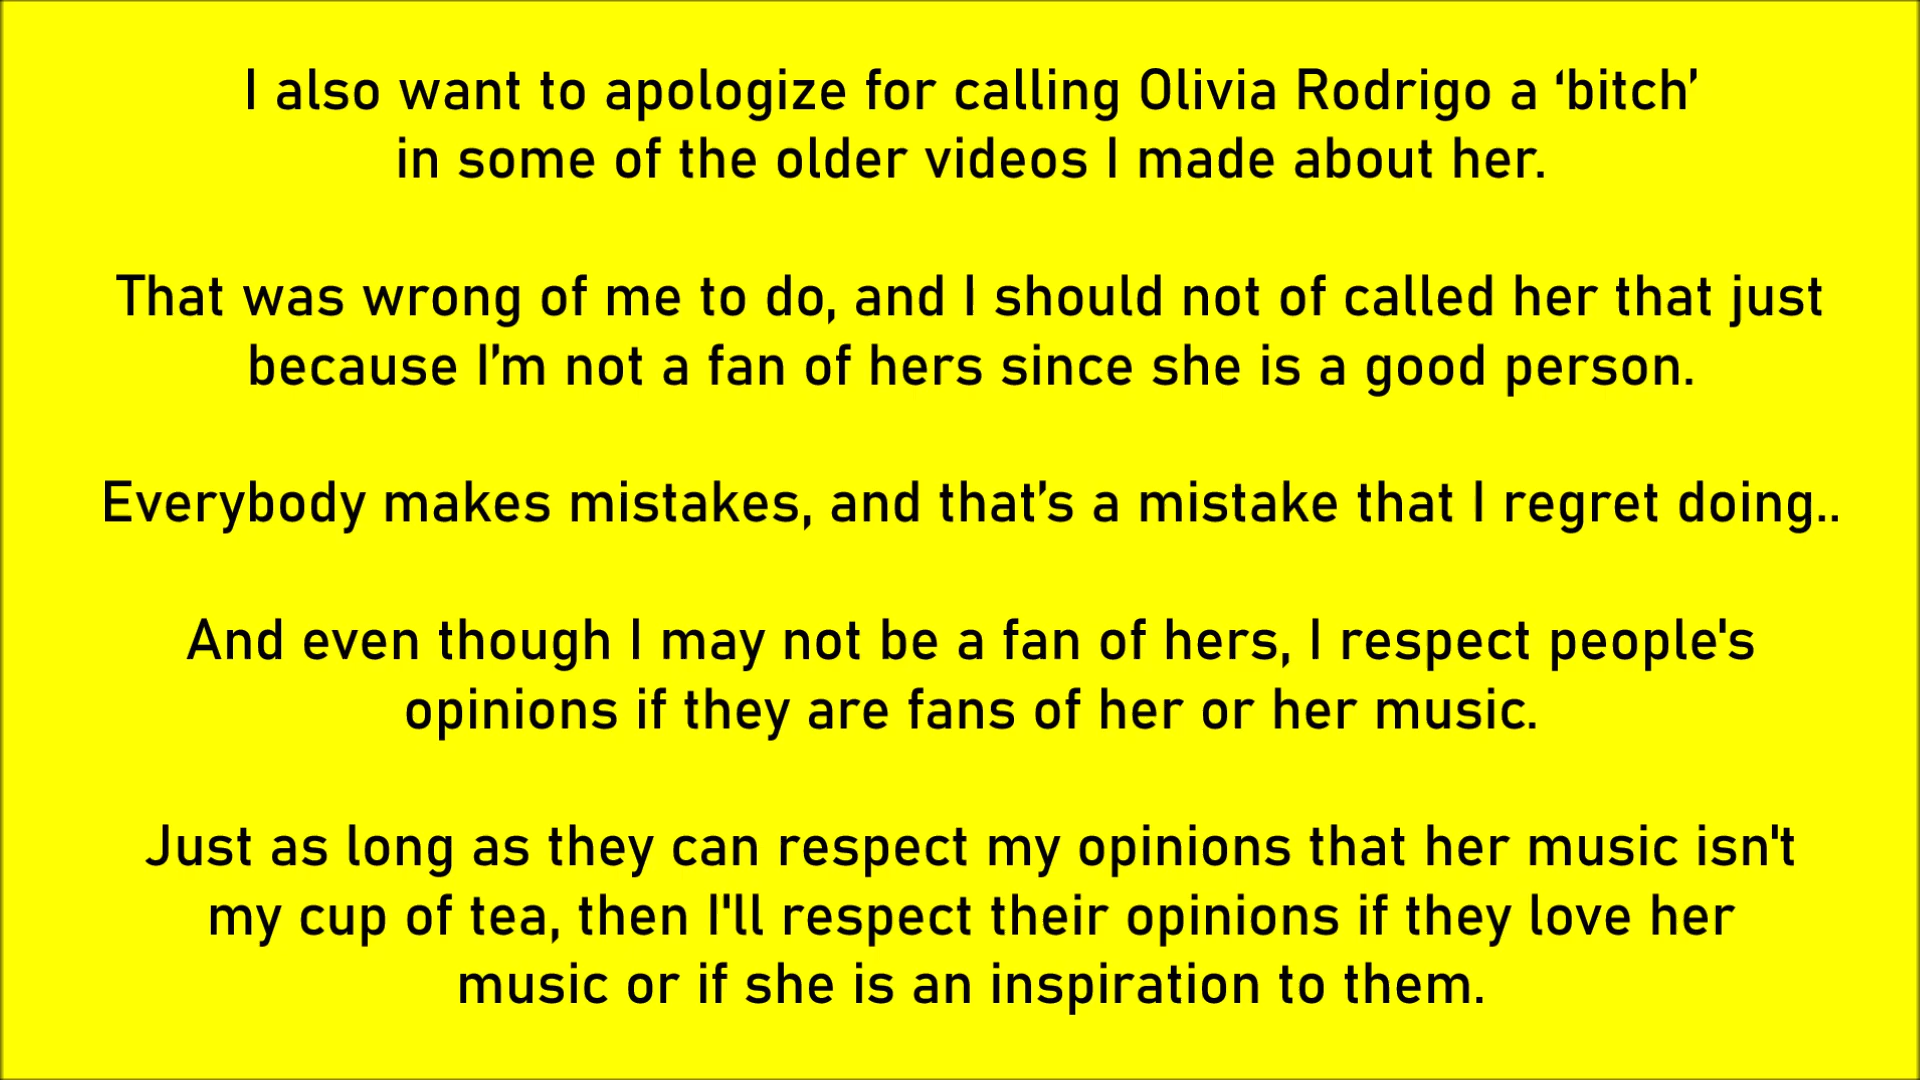 I also want to apologize for calling Olivia Rodrigo a ‘bitch’
in some of the older videos I made about her.
That was wrong of me to do, and I should not of called her that just
because I’m not a fan of hers since she is a good person.
Everybody makes mistakes, and that’s a mistake that I regret doing..
And even though I may not be a fan of hers, I respect people's
opinions if they are fans of her or her music.
Just as long as they can respect my opinions that her music isn't
my cup of tea, then I'll respect their opinions if they love her
music or if she is an inspiration to them.